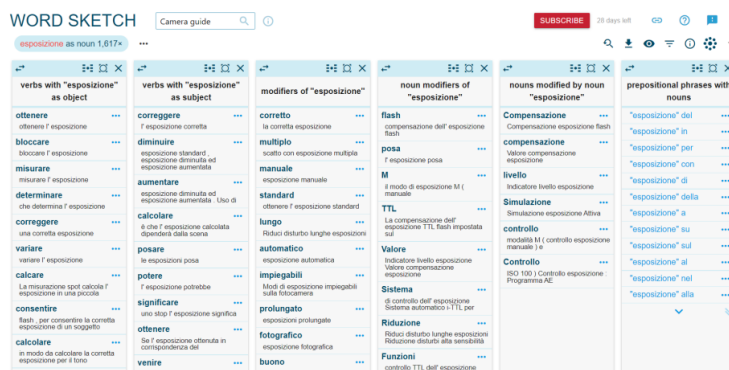 WORD SKETCH
Camera guide
SUBSCRIBE
28 days left
esposizione as noun 1,617×
verbs with "esposizione"
as object
ottenere
ottenere l' esposizione
bloccare
bloccare l' esposizione
misurare
misurare l' esposizione
determinare
che determina l' esposizione
correggere
una corretta esposizione
variare
variare l' esposizione
calcare
La misurazione spot calcola l'
esposizione in una piccola
consentire
flash , per consentire la corretta
esposizione di un soggetto
calcolare
in modo da calcolare la corretta
esposizione per il tono
verbs with "esposizione"
as subject
correggere
l' esposizione corretta
diminuire
esposizione standard ,
esposizione diminuita ed
esposizione aumentata
aumentare
esposizione diminuita ed
esposizione aumentata . Uso di
calcolare
è che l' esposizione calcolata
dipenderà dalla scena
posare
le esposizioni posa
potere
l' esposizione potrebbe
significare
uno stop l' esposizione significa
ottenere
Se l' esposizione ottenuta in
corrispondenza del
venire
modifiers of "esposizione"
corretto
la corretta esposizione
multiplo
scatto con esposizione multipla
manuale
esposizione manuale
standard
ottenere l' esposizione standard
lungo
Riduci disturbo lunghe esposizioni
automatico
esposizione automatica
impiegabili
Modi di esposizione impiegabili
sulla fotocamera
prolungato
esposizioni prolungate
fotografico
esposizione fotografica
buono
noun modifiers of
"esposizione"
flash
compensazione dell' esposizione
flash
posa
l' esposizione posa
M
il modo di esposizione M (
manuale
TTL
La compensazione dell'
esposizione TTL flash impostata
sul
Valore
Indicatore livello esposizione
Valore compensazione
esposizione
Sistema
di controllo dell' esposizione
Sistema automatico i-TTL per
Riduzione
Riduci disturbo lunghe esposizioni
Riduzione disturbi alta sensibilità
Funzioni
controllo TTL dell' esposizione
nouns modified by noun
"esposizione"
Compensazione
Compensazione esposizione flash
compensazione
Valore compensazione
esposizione
livello
Indicatore livello esposizione
Simulazione
Simulazione esposizione Attiva
controllo
modalità M ( controllo esposizione
manuale ) e
Controllo
ISO 100 ) Controllo esposizione :
Programma AE
prepositional phrases with
nouns
"esposizione" del
"esposizione" in
"esposizione" per
"esposizione" con
"esposizione" di
"esposizione" della
"esposizione" a
"esposizione" su
"esposizione" sul
"esposizione" al
"esposizione" nel
"esposizione" alla